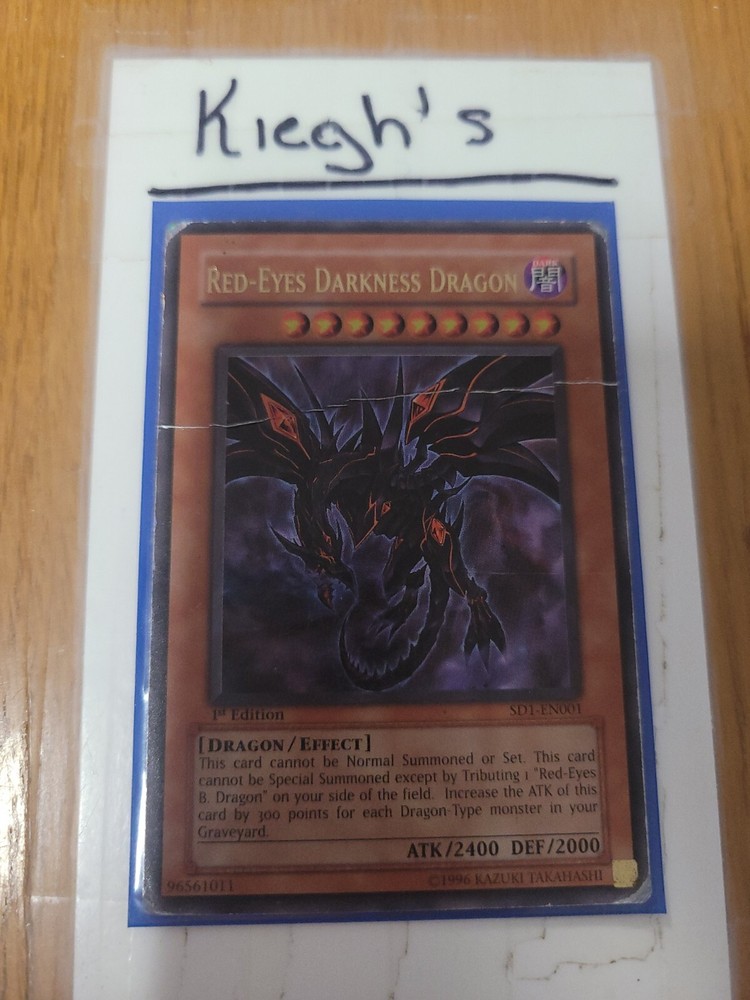 Kiegh's
RED-EYES DARKNESS DRAGON
DARK
闇
1st Edition
SD1-EN001
[DRAGON/EFFECT]
This card cannot be Normal Summoned or Set. This card
cannot be Special Summoned except by Tributing 1 "Red-Eyes
B. Dragon" on your side of the field. Increase the ATK of this
card by 300 points for each Dragon-Type monster in your
Graveyard.
ATK/2400 DEF/2000
96561011
©1996 KAZUKI TAKAHASHI